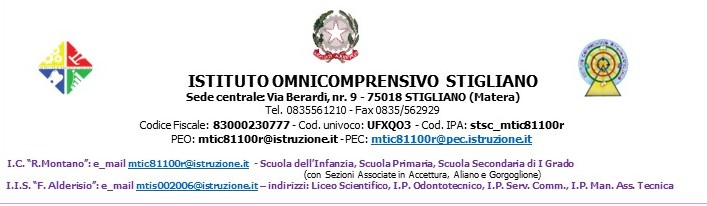 ISTITUTO OMNICOMPRENSIVO STIGLIANO
Sede centrale: Via Berardi, nr. 9 - 75018 STIGLIANO (Matera)
Tel. 0835561210 - Fax 0835/562929
Codice Fiscale: 83000230777 - Cod. univoco: UFXQO3 - Cod. IPA: stsc_mtic81100r
PEO: mtic81100r@istruzione.it - PEC: mtic81100r@pec.istruzione.it
I.C. "R.Montano": e_mail mtic81100r@istruzione.it - Scuola dell'Infanzia, Scuola Primaria, Scuola Secondaria di I Grado
(con Sezioni Associate in Accettura, Aliano e Gorgoglione)
I.I.S. "F. Alderisio": e_mail mtis002006@istruzione.it – indirizzi: Liceo Scientifico, I.P. Odontotecnico, I.P. Serv. Comm., I.P. Man. Ass. Tecnica